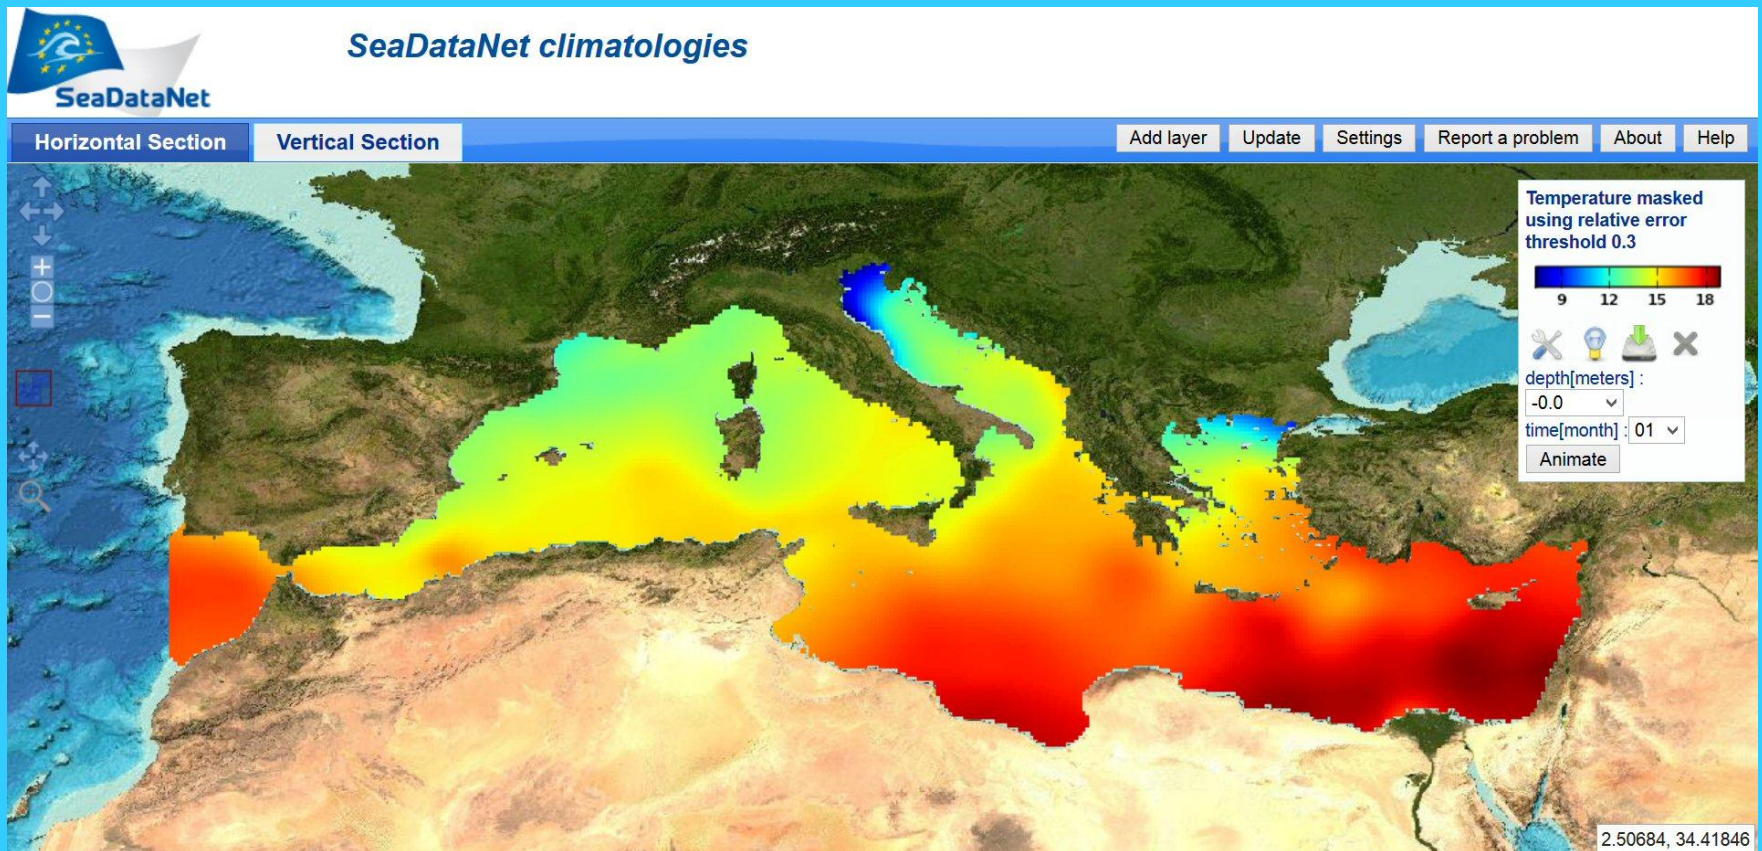 SeaDataNet climatologies
SeaDataNet
Horizontal Section
Vertical Section
Add layer
Update
Settings
Report a problem
About
Help
Temperature masked
using relative error
threshold 0.3
9 12 15 18
depth[meters] :
-0.0
time[month] : 01
Animate
2.50684, 34.41846